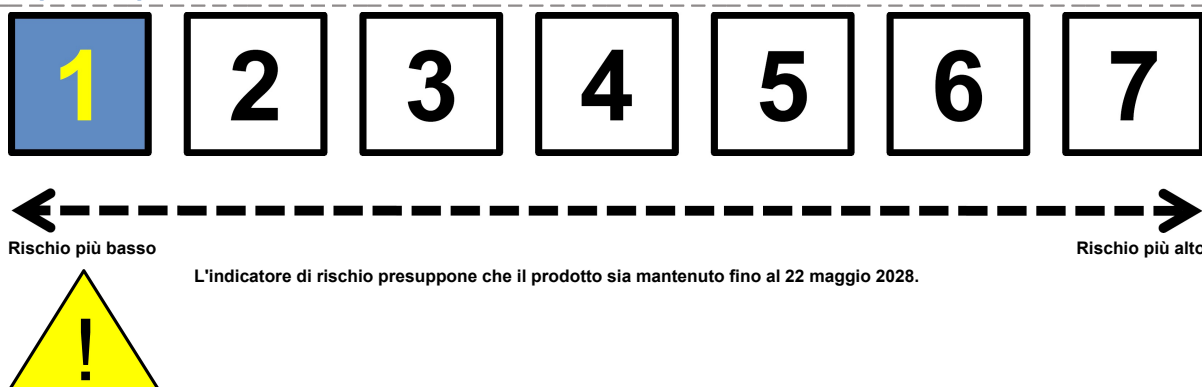 1 2 3 4 5 6 7
Rischio più basso Rischio più alto
L'indicatore di rischio presuppone che il prodotto sia mantenuto fino al 22 maggio 2028.
!